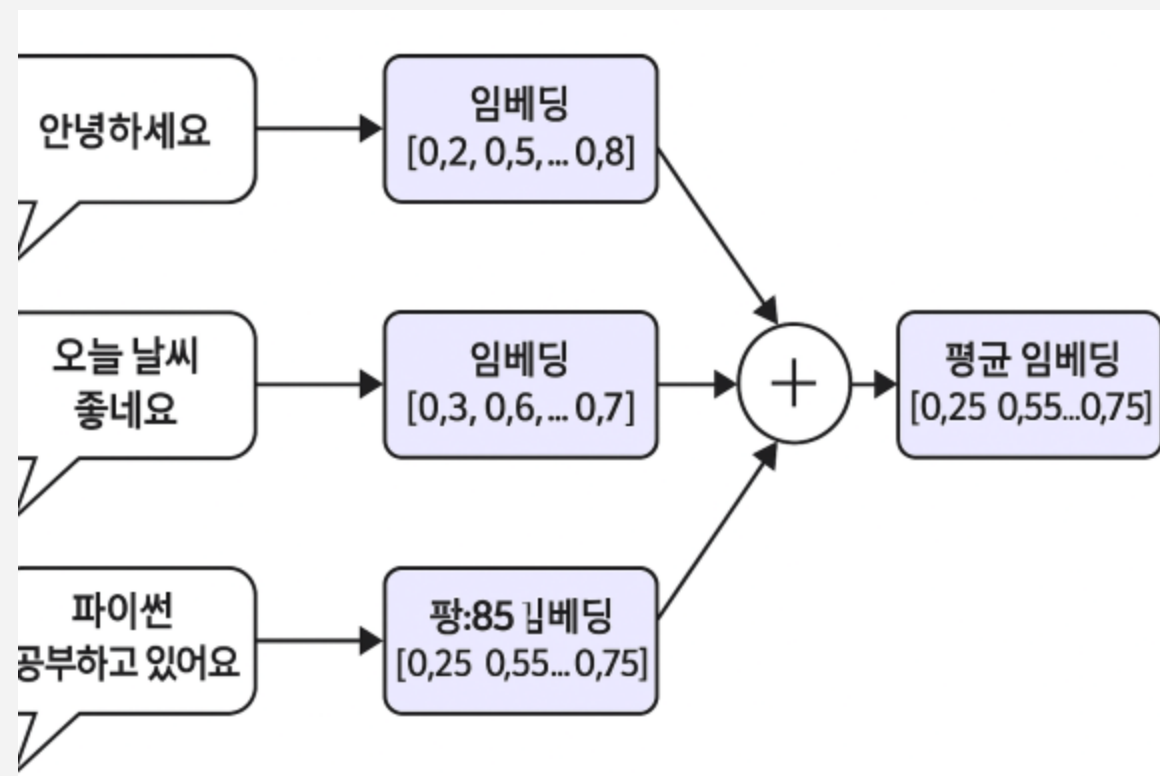 안녕하세요
임베딩
[0,2, 0,5,... 0,8]
오늘 날씨
좋네요
임베딩
[0,3, 0,6,... 0,7]
평균 임베딩
[0,25 0,55...0,75]
파이썬
공부하고 있어요
팡:85
[0,25 0,55...0,75]